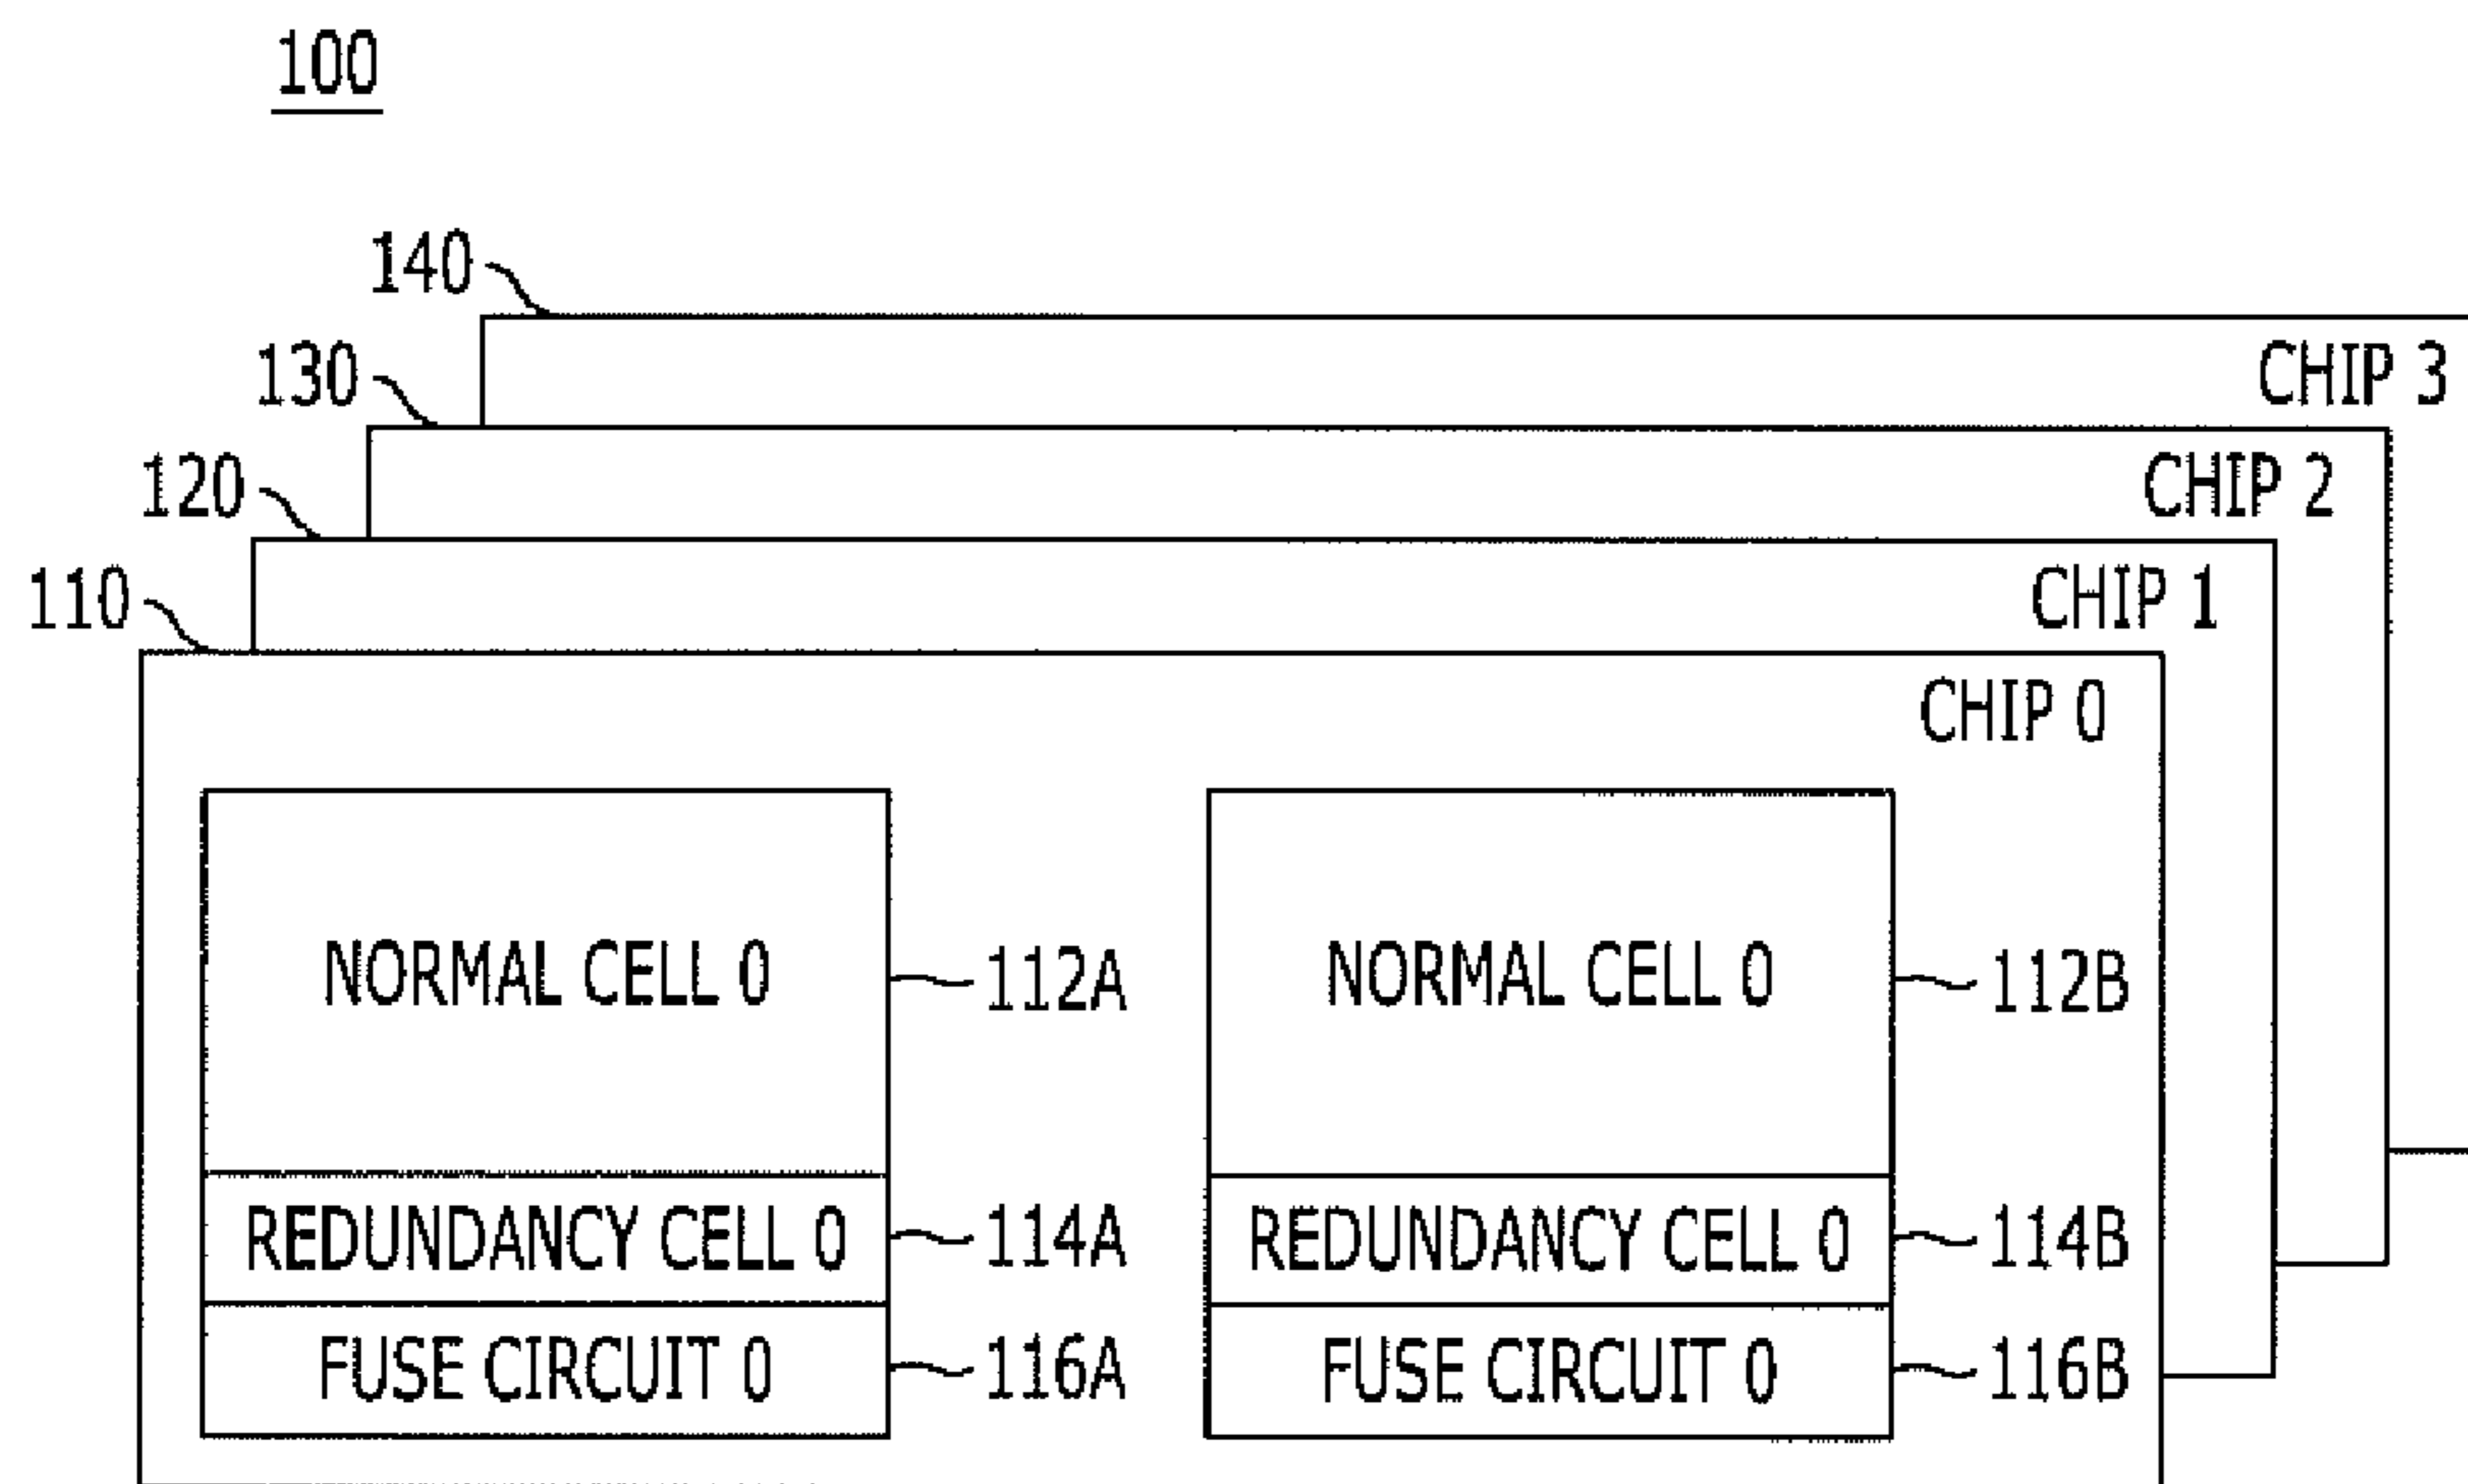 100
140
CHIP 3
130
CHIP 2
120
CHIP 1
110
CHIP 0
NORMAL CELL 0
112A
NORMAL CELL 0
112B
REDUNDANCY CELL 0
114A
REDUNDANCY CELL 0
114B
FUSE CIRCUIT 0
116A
FUSE CIRCUIT 0
116B